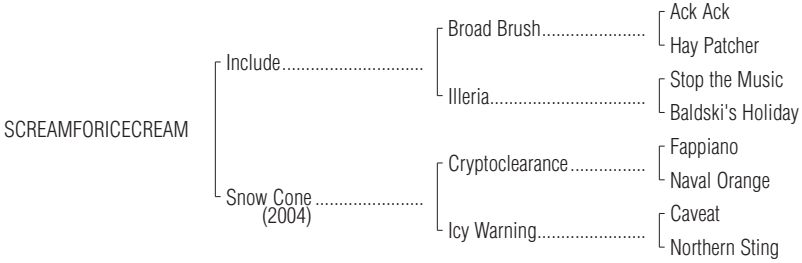 Ack Ack
Broad Brush......................
Hay Patcher
Include..............................
Stop the Music
Illeria.................................
Baldski's Holiday
SCREAMFORICECREAM
Fappiano
Cryptoclearance................
Naval Orange
Snow Cone.......................
(2004)
Caveat
Icy Warning.......................
Northern Sting